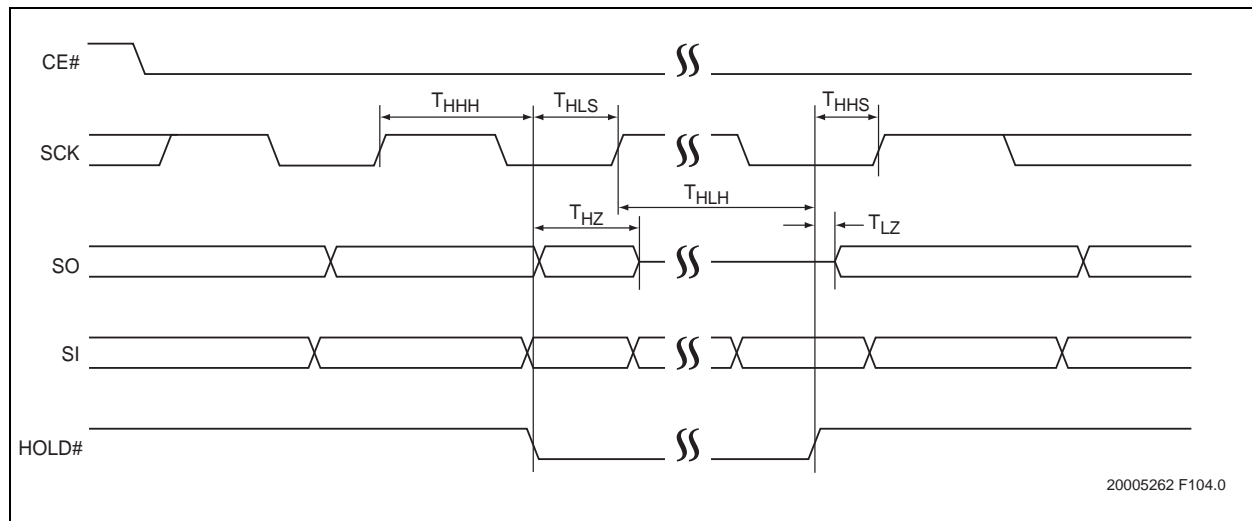 CE#
THHH
THLS
THHS
SCK
THLH
THZ
TLZ
SO
SI
HOLD#
20005262 F104.0